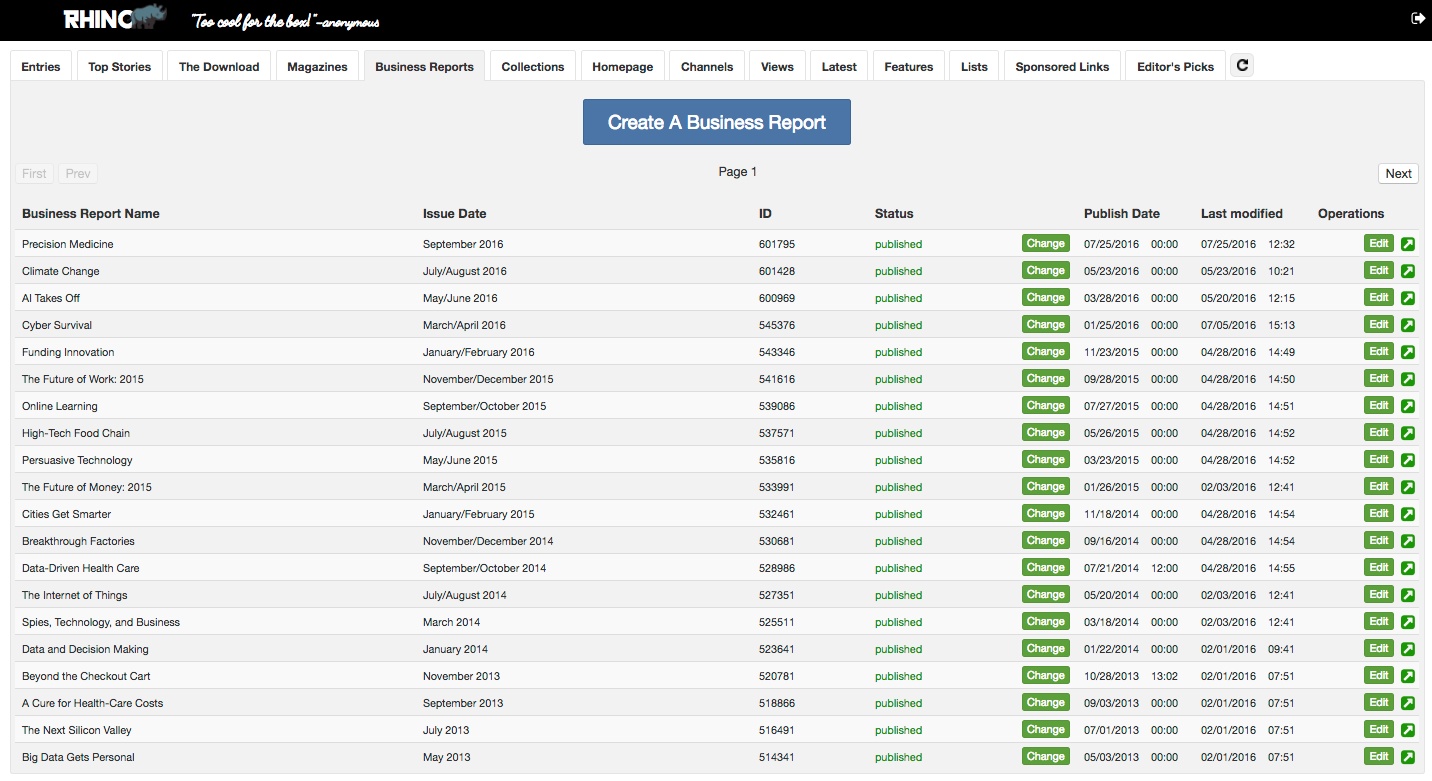 RHINO "Too cool for the box!" -anonymous
Entries Top Stories The Download Magazines Business Reports Collections Homepage Channels Views Latest Features Lists Sponsored Links Editor's Picks
Create A Business Report
First Prev Page 1 Next
Business Report Name Issue Date ID Status Publish Date Last modified Operations
Precision Medicine September 2016 601795 published Change 07/25/2016 00:00 07/25/2016 12:32 Edit
Climate Change July/August 2016 601428 published Change 05/23/2016 00:00 05/23/2016 10:21 Edit
AI Takes Off May/June 2016 600969 published Change 03/28/2016 00:00 05/20/2016 12:15 Edit
Cyber Survival March/April 2016 545376 published Change 01/25/2016 00:00 07/05/2016 15:13 Edit
Funding Innovation January/February 2016 543346 published Change 11/23/2015 00:00 04/28/2016 14:49 Edit
The Future of Work: 2015 November/December 2015 541616 published Change 09/28/2015 00:00 04/28/2016 14:50 Edit
Online Learning September/October 2015 539086 published Change 07/27/2015 00:00 04/28/2016 14:51 Edit
High-Tech Food Chain July/August 2015 537571 published Change 05/26/2015 00:00 04/28/2016 14:52 Edit
Persuasive Technology May/June 2015 535816 published Change 03/23/2015 00:00 04/28/2016 14:52 Edit
The Future of Money: 2015 March/April 2015 533991 published Change 01/26/2015 00:00 02/03/2016 12:41 Edit
Cities Get Smarter January/February 2015 532461 published Change 11/18/2014 00:00 04/28/2016 14:54 Edit
Breakthrough Factories November/December 2014 530681 published Change 09/16/2014 00:00 04/28/2016 14:54 Edit
Data-Driven Health Care September/October 2014 528986 published Change 07/21/2014 12:00 04/28/2016 14:55 Edit
The Internet of Things July/August 2014 527351 published Change 05/20/2014 00:00 02/03/2016 12:41 Edit
Spies, Technology, and Business March 2014 525511 published Change 03/18/2014 00:00 02/03/2016 12:41 Edit
Data and Decision Making January 2014 523641 published Change 01/22/2014 00:00 02/01/2016 09:41 Edit
Beyond the Checkout Cart November 2013 520781 published Change 10/28/2013 13:02 02/01/2016 07:51 Edit
A Cure for Health-Care Costs September 2013 518866 published Change 09/03/2013 00:00 02/01/2016 07:51 Edit
The Next Silicon Valley July 2013 516491 published Change 07/01/2013 00:00 02/01/2016 07:51 Edit
Big Data Gets Personal May 2013 514341 published Change 05/03/2013 00:00 02/01/2016 07:51 Edit